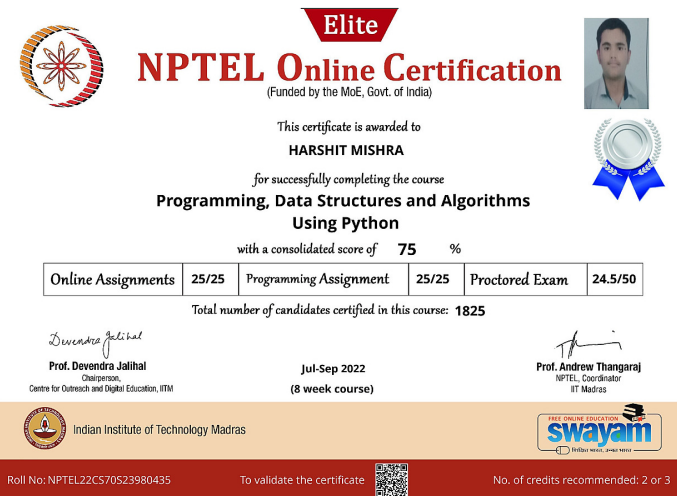 Elite
NPTEL Online Certification
(Funded by the MoE, Govt. of India)
This certificate is awarded to
HARSHIT MISHRA
for successfully completing the course
Programming, Data Structures and Algorithms
Using Python
with a consolidated score of 75 %
Online Assignments 25/25 Programming Assignment 25/25 Proctored Exam 24.5/50
Total number of candidates certified in this course: 1825
Devendra Jalihal
Prof. Devendra Jalihal
Chairperson,
Centre for Outreach and Digital Education, IITM
Jul-Sep 2022
(8 week course)
Prof. Andrew Thangaraj
NPTEL, Coordinator
IIT Madras
Indian Institute of Technology Madras
FREE ONLINE EDUCATION
swayam
शिक्षित भारत, उन्नत भारत
Roll No: NPTEL22CS70S23980435
To validate the certificate
No. of credits recommended: 2 or 3